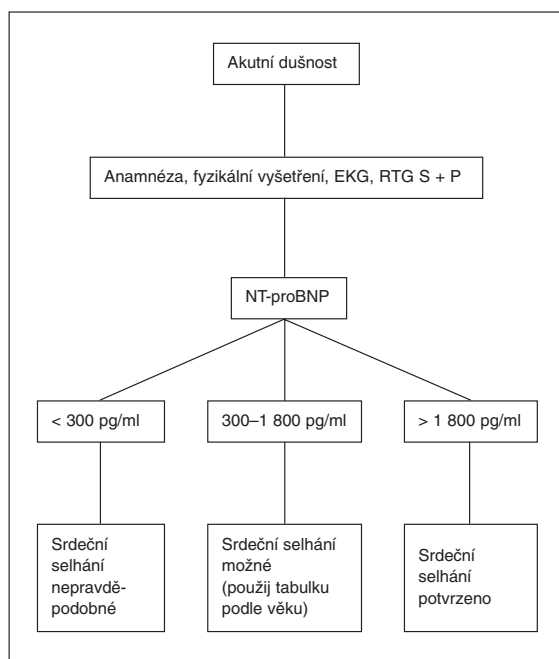 Akutní dušnost
Anamnéza, fyzikální vyšetření, EKG, RTG S + P
NT-proBNP
< 300 pg/ml
300–1 800 pg/ml
> 1 800 pg/ml
Srdeční
selhání
nepravdě-
podobné
Srdeční selhání
možné
(použij tabulku
podle věku)
Srdeční
selhání
potvrzeno